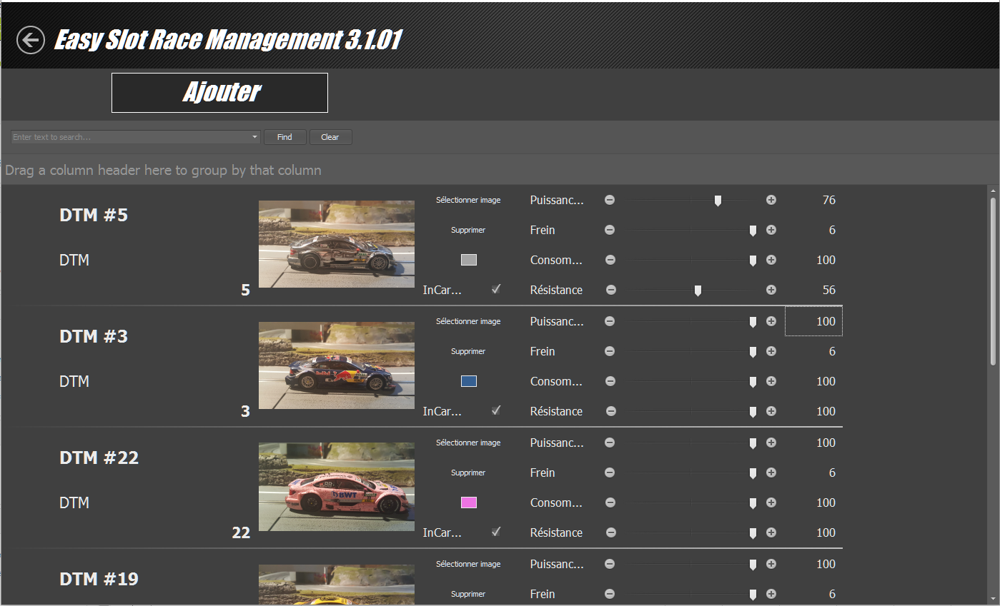 Easy Slot Race Management 3.1.01
Ajouter
Enter text to search...
Find
Clear
Drag a column header here to group by that column
DTM #5
Sélectionner image
Puissanc...
76
Supprimer
Frein
6
DTM
Consom...
100
5
InCar...
Résistance
56
DTM #3
Sélectionner image
Puissanc...
100
Supprimer
Frein
6
DTM
Consom...
100
3
InCar...
Résistance
100
RedBull
DTM #22
Sélectionner image
Puissanc...
100
Supprimer
Frein
6
DTM
Consom...
100
22
InCar...
Résistance
100
BWT
DTM #19
Sélectionner image
Puissanc...
100
Supprimer
Frein
6